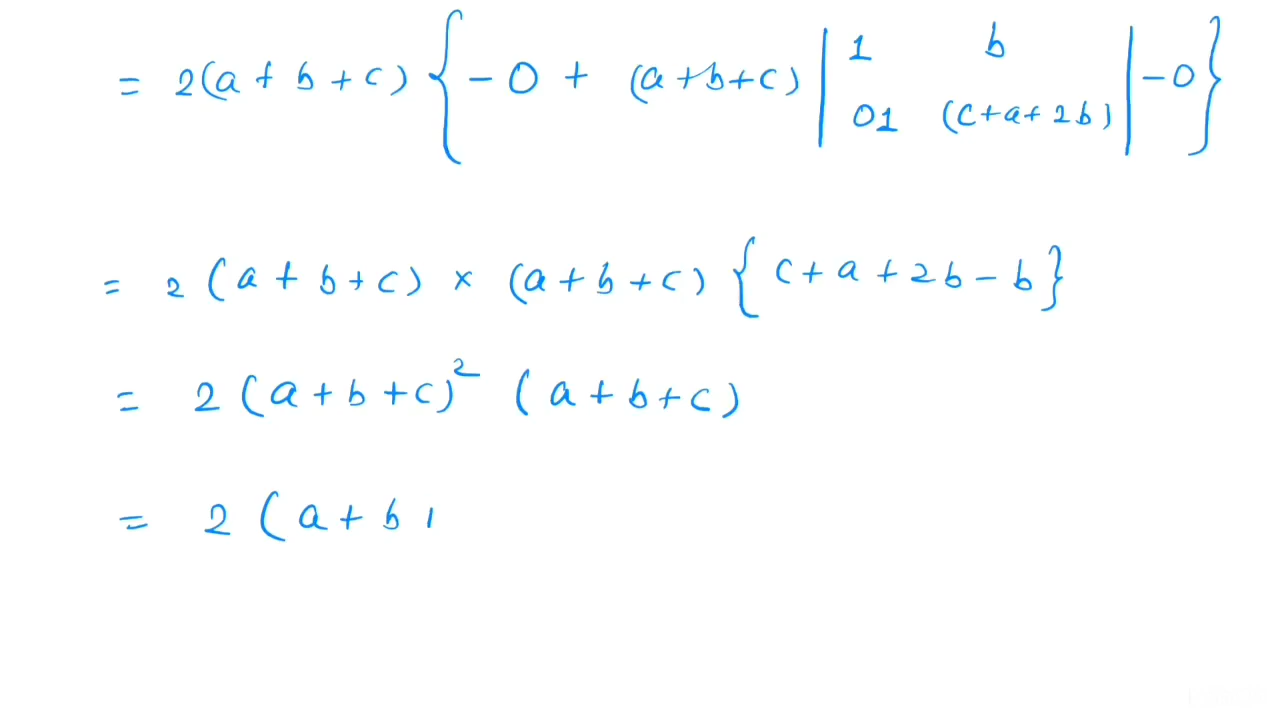 = 2(a + b + c) { - 0 + (a + b + c) | 1 b | - 0 }
01 (c + a + 2b)
= 2 (a + b + c) × (a + b + c) { c + a + 2b - b }
= 2 (a + b + c)² (a + b + c)
= 2 ( a + b